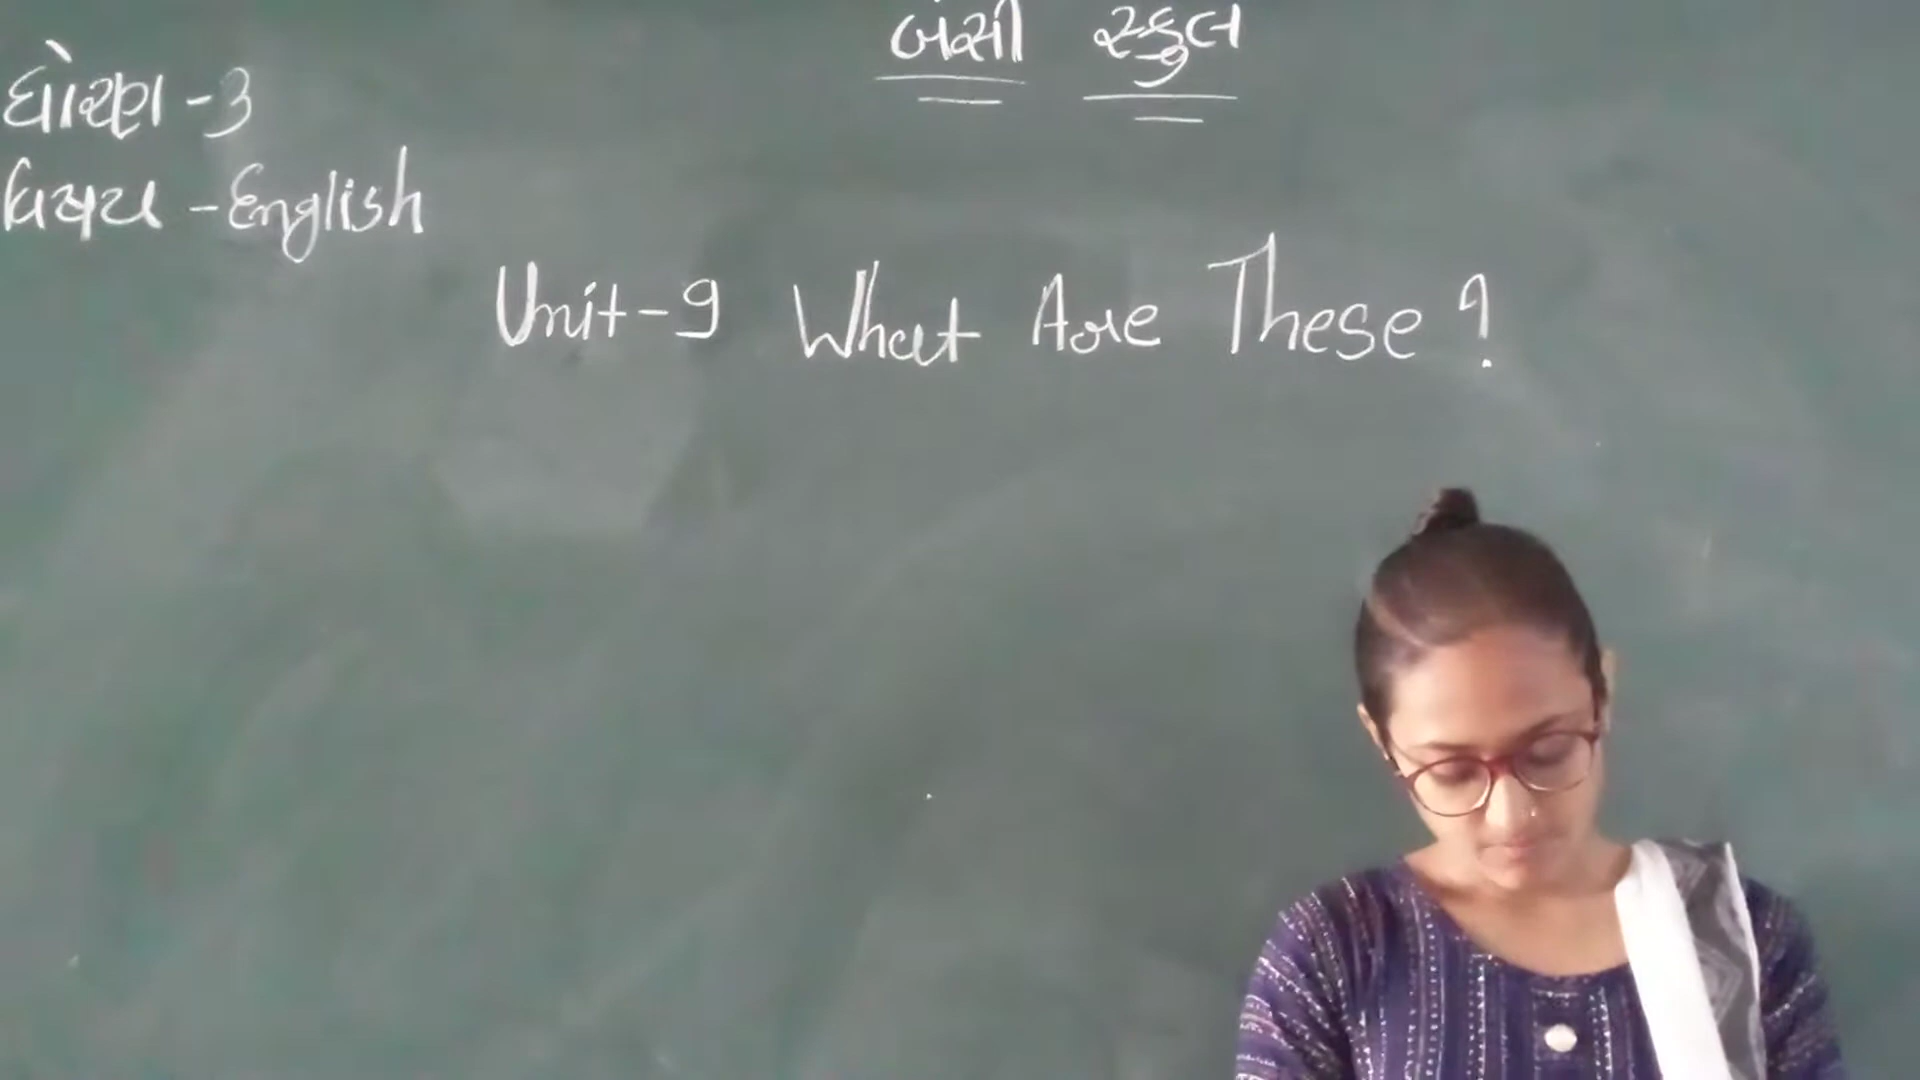 બંસી સ્કુલ
ધોરણ -3
વિષય -English
Unit-9 What Are These ?